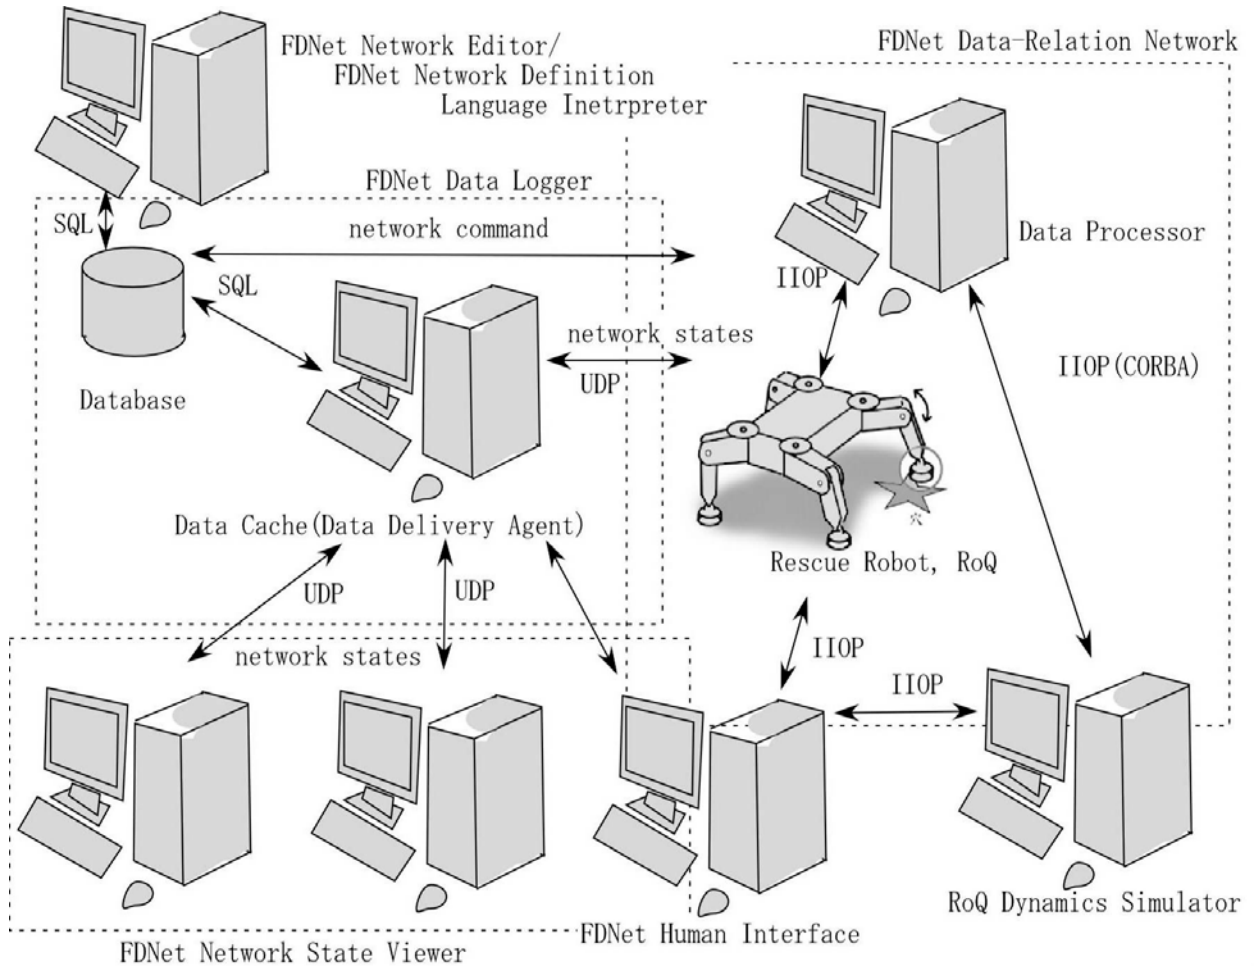 FDNet Network Editor/
FDNet Network Definition
Language Inetrpreter
FDNet Data-Relation Network
FDNet Data Logger
SQL
network command
Data Processor
SQL
IIOP
network states
UDP
IIOP(CORBA)
Database
穴
Data Cache(Data Delivery Agent)
Rescue Robot, RoQ
UDP
UDP
network states
IIOP
IIOP
RoQ Dynamics Simulator
FDNet Human Interface
FDNet Network State Viewer